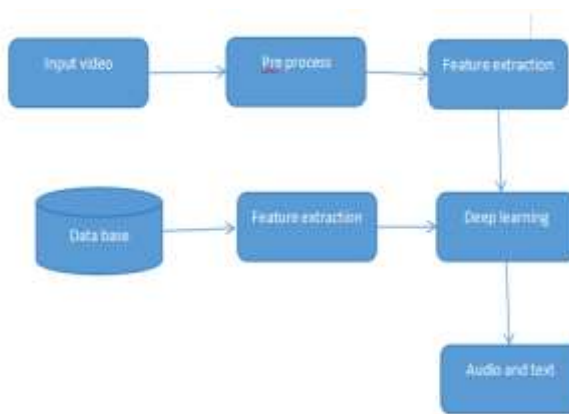 Input video
Pre process
Feature extraction
Data base
Feature extraction
Deep learning
Audio and text